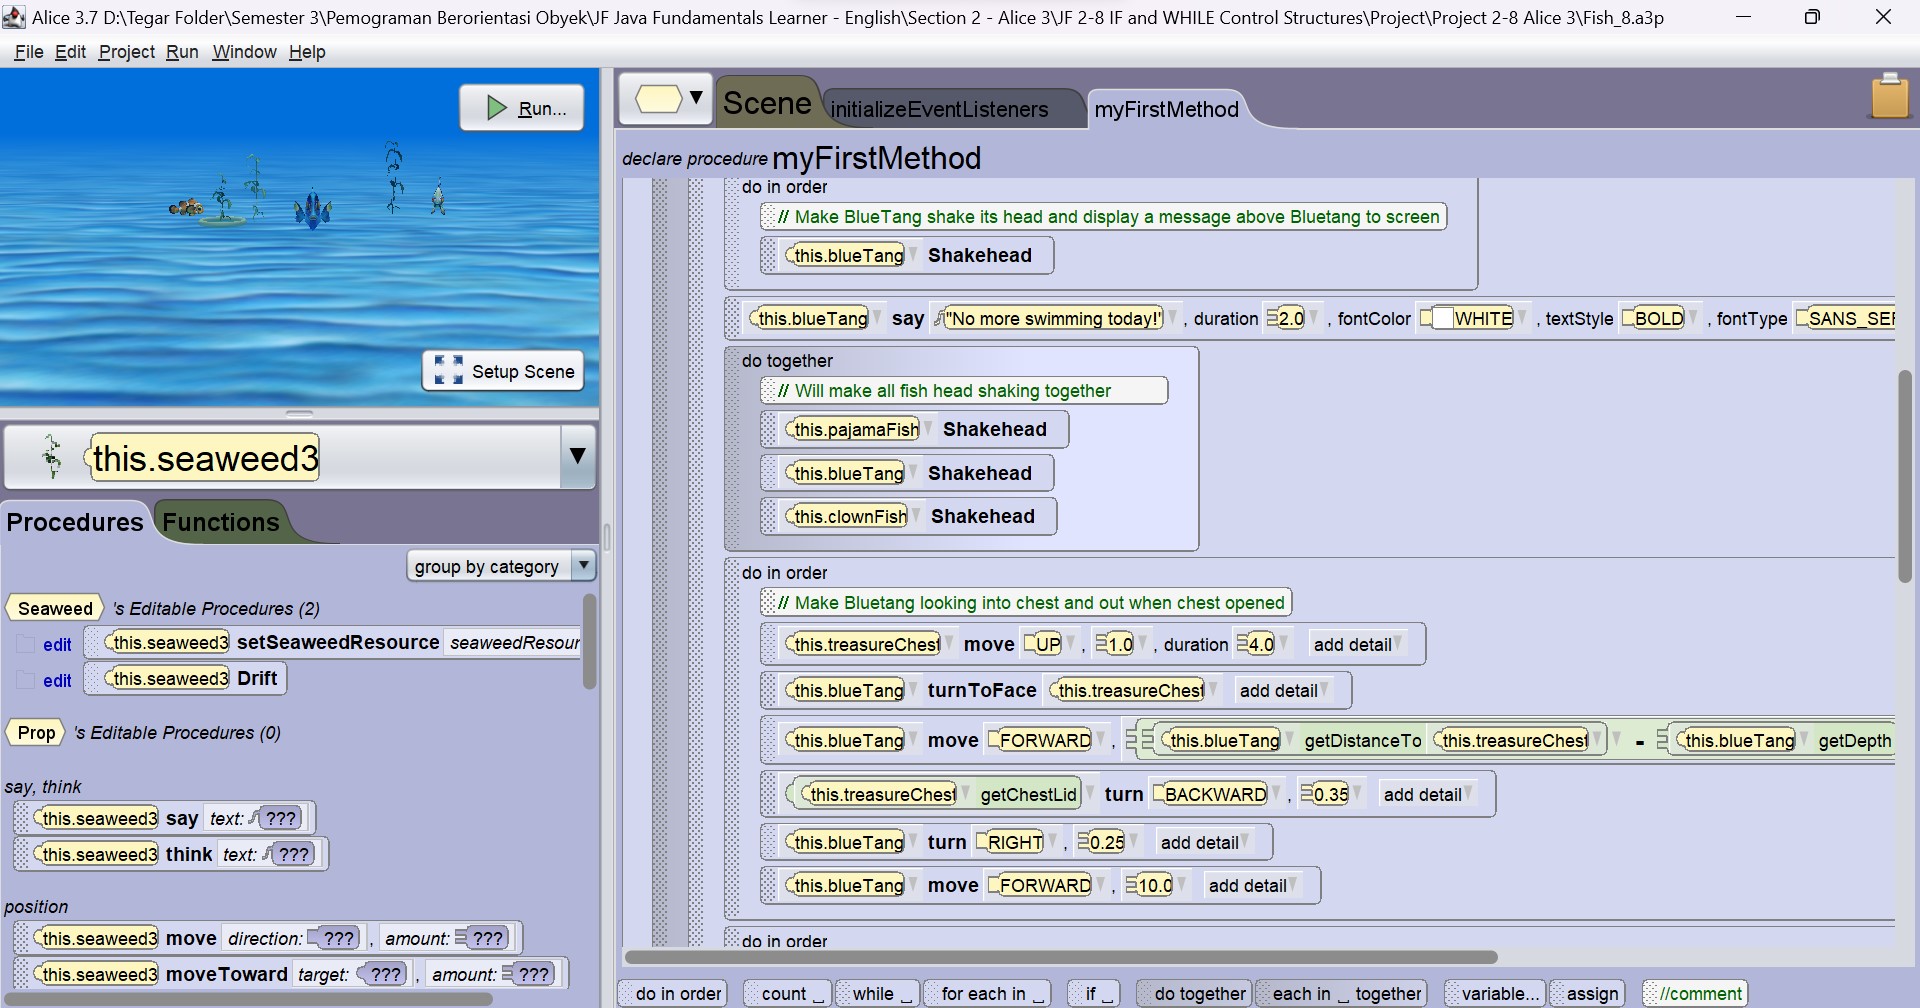 Alice 3.7 D:\Tegar Folder\Semester 3\Pemograman Berorientasi Obyek\JF Java Fundamentals Learner - English\Section 2 - Alice 3\JF 2-8 IF and WHILE Control Structures\Project\Project 2-8 Alice 3\Fish_8.a3p
File Edit Project Run Window Help
Run...
Setup Scene
this.seaweed3
Procedures Functions
group by category
Seaweed 's Editable Procedures (2)
edit this.seaweed3 setSeaweedResource seaweedResour
edit this.seaweed3 Drift
Prop 's Editable Procedures (0)
say, think
this.seaweed3 say text: ???
this.seaweed3 think text: ???
position
this.seaweed3 move direction: ??? , amount: ???
this.seaweed3 moveToward target: ??? , amount: ???
Scene initializeEventListeners myFirstMethod
declare procedure myFirstMethod
do in order
// Make BlueTang shake its head and display a message above Bluetang to screen
this.blueTang Shakehead
this.blueTang say "No more swimming today!" , duration 2.0 , fontColor WHITE , textStyle BOLD , fontType SANS_SER
do together
// Will make all fish head shaking together
this.pajamaFish Shakehead
this.blueTang Shakehead
this.clownFish Shakehead
do in order
// Make Bluetang looking into chest and out when chest opened
this.treasureChest move UP , 1.0 , duration 4.0 add detail
this.blueTang turnToFace this.treasureChest add detail
this.blueTang move FORWARD , this.blueTang getDistanceTo this.treasureChest - this.blueTang getDepth
this.treasureChest getChestLid turn BACKWARD , 0.35 add detail
this.blueTang turn RIGHT , 0.25 add detail
this.blueTang move FORWARD , 10.0 add detail
do in order
do in order count _ while _ for each in _ if _ do together each in _ together variable... assign //comment